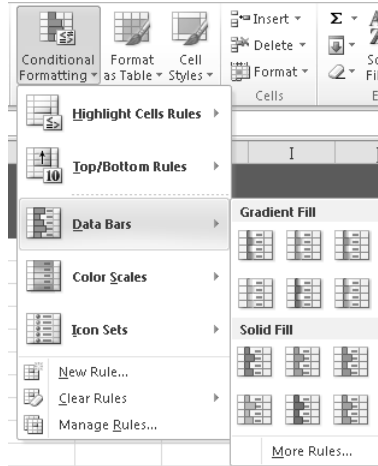 Insert
Delete
Format
Cells
Conditional Formatting
Format as Table
Cell Styles
Σ
Highlight Cells Rules
Top/Bottom Rules
10
Data Bars
Color Scales
Icon Sets
New Rule...
Clear Rules
Manage Rules...
I
Gradient Fill
Solid Fill
More Rules...